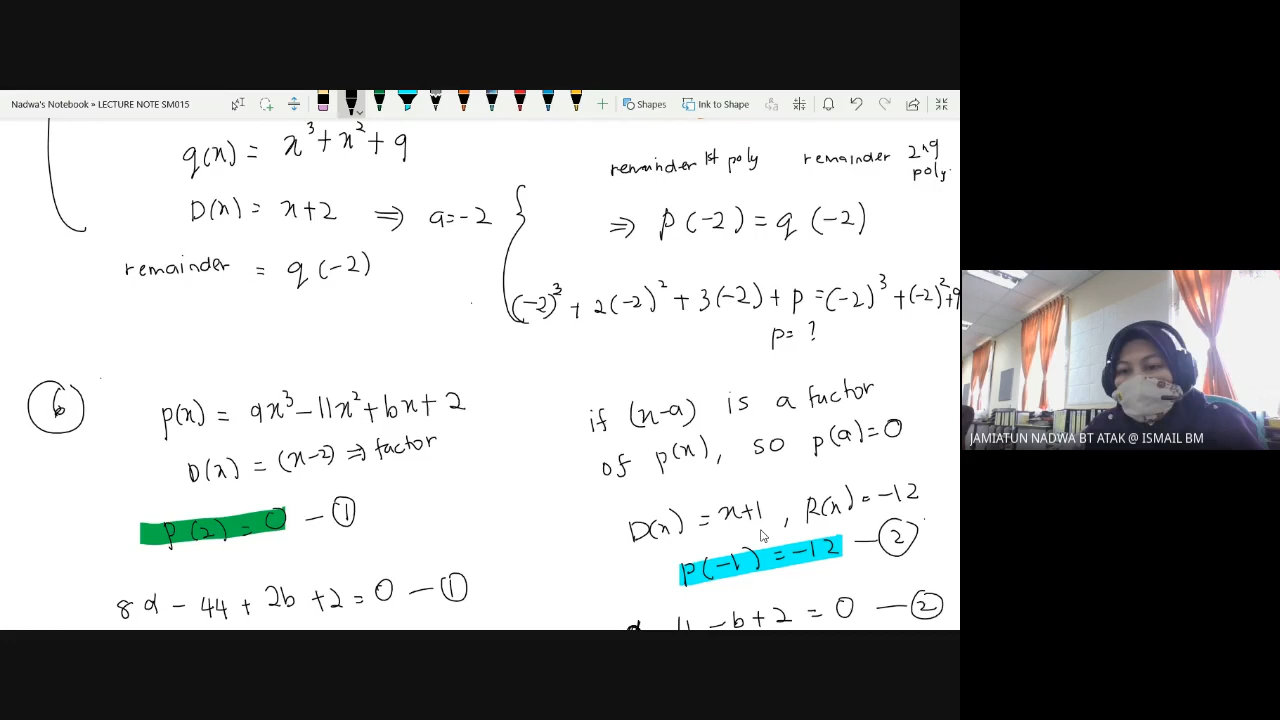 Nadwa's Notebook » LECTURE NOTE SM015
Shapes
Ink to Shape
q(x) = x³ + x² + 9
D(x) = x+2 ⇒ a=-2
remainder = q(-2)
remainder 1st poly remainder 2nd poly.
⇒ p(-2) = q(-2)
(-2)³ + 2(-2)² + 3(-2) + p = (-2)³ + (-2)² + 9
p = ?
6
p(x) = ax³ - 11x² + bx + 2
D(x) = (x-2) ⇒ factor
P(2) = 0 — ①
8a - 44 + 2b + 2 = 0 — ①
if (x-a) is a factor
of p(x), so p(a)=0
D(x) = x+1, R(x) = -12
P(-1) = -12 — ②
- b + 2 = 0 — ②
JAMIATUN NADWA BT ATAK @ ISMAIL BM